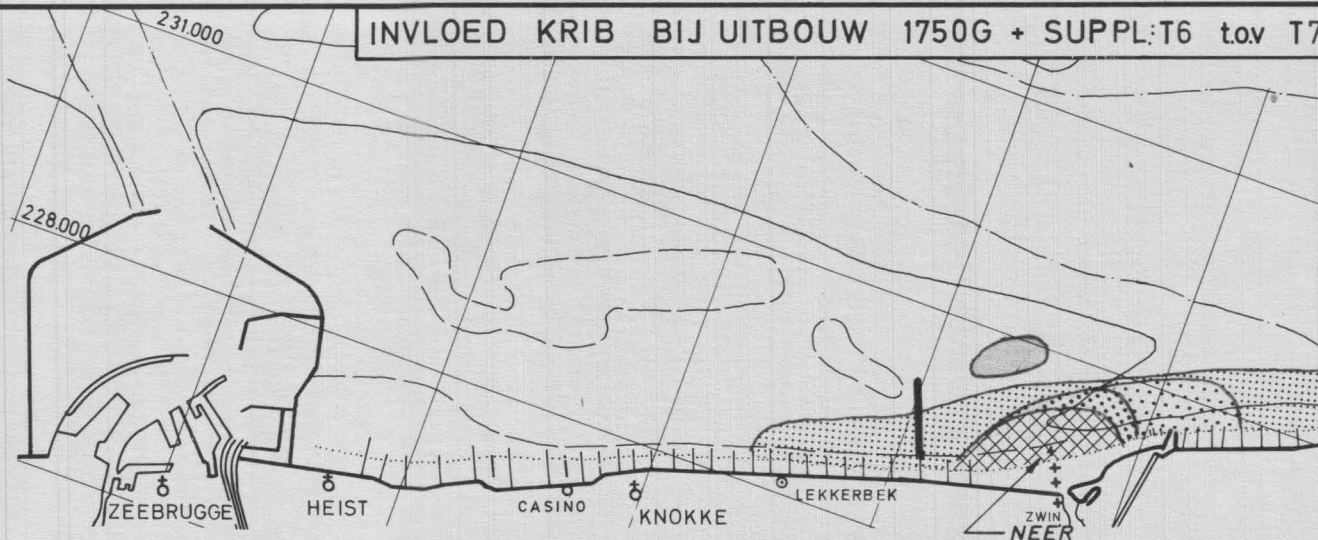 INVLOED KRIB BIJ UITBOUW 1750G + SUPPL:T6 t.o.v T7
231.000
228.000
ZEEBRUGGE
HEIST
CASINO
KNOKKE
LEKKERBEK
ZWIN
NEER